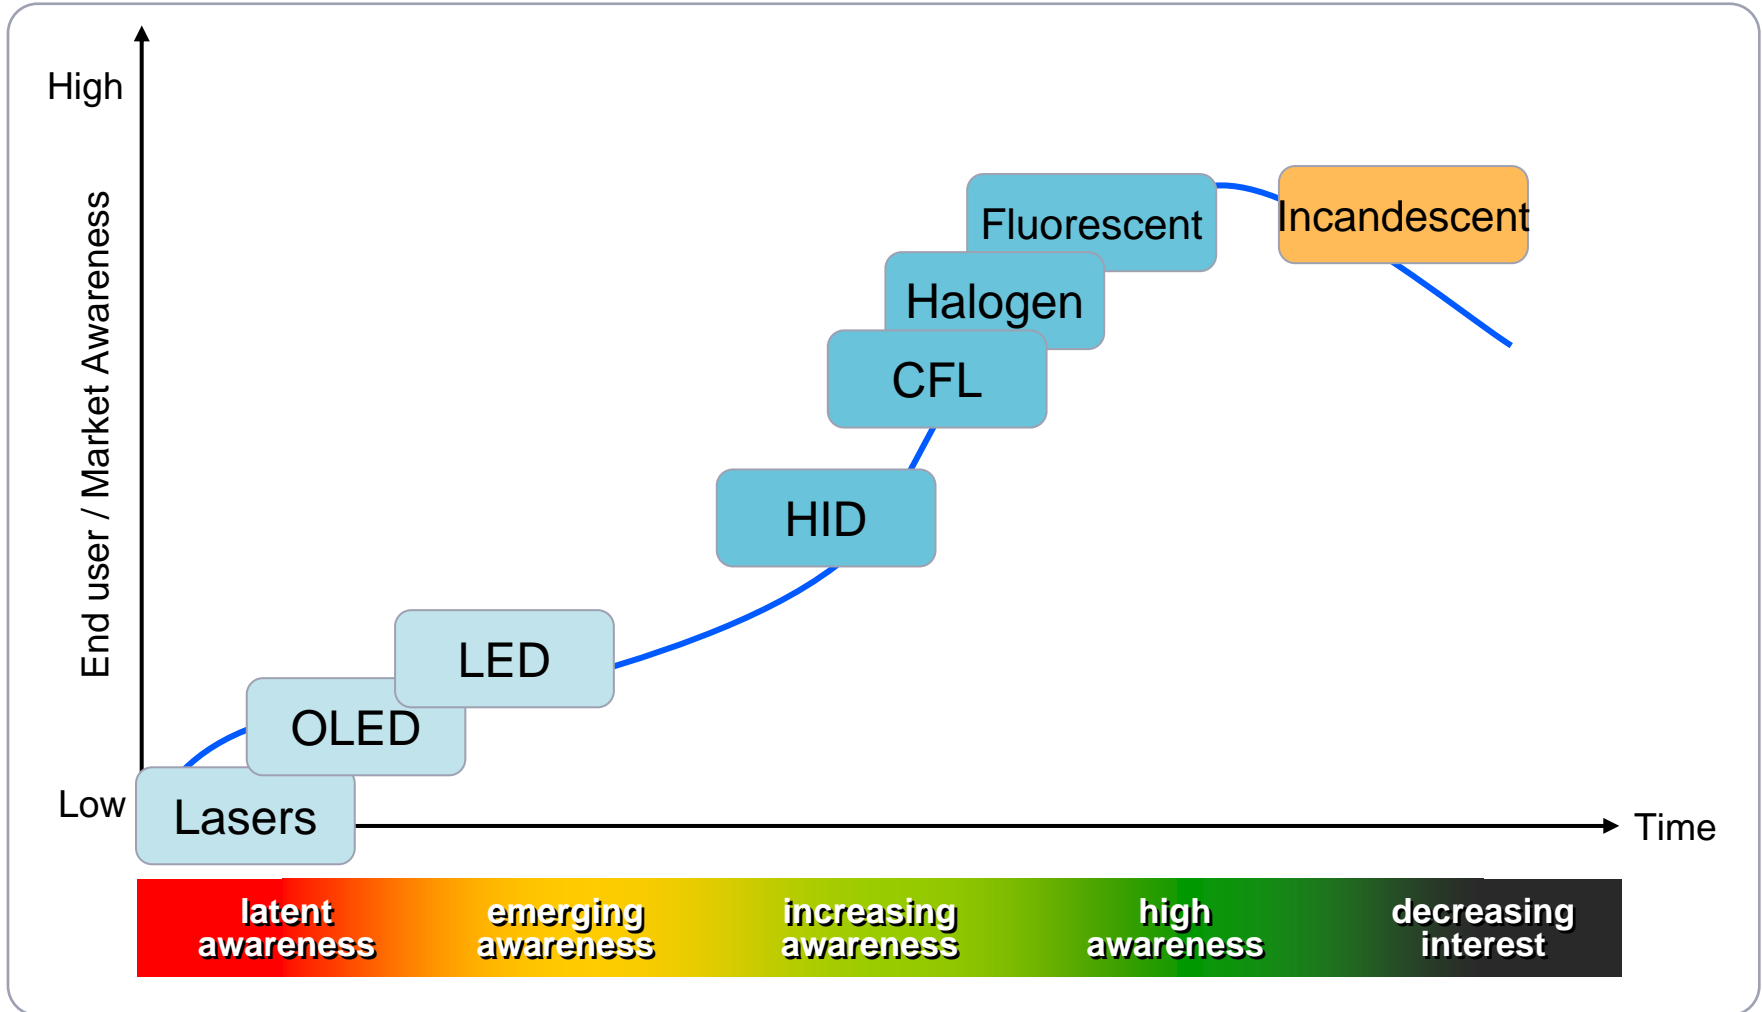 High
End user / Market Awareness
Fluorescent
Incandescent
Halogen
CFL
HID
LED
OLED
Lasers
Low
Time
latent
awareness
emerging
awareness
increasing
awareness
high
awareness
decreasing
interest